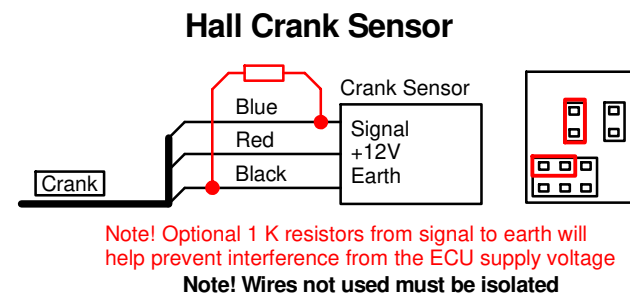 Hall Crank Sensor
Crank Sensor
Blue
Signal
Red
+12V
Black
Earth
Crank
Note! Optional 1 K resistors from signal to earth will
help prevent interference from the ECU supply voltage
Note! Wires not used must be isolated